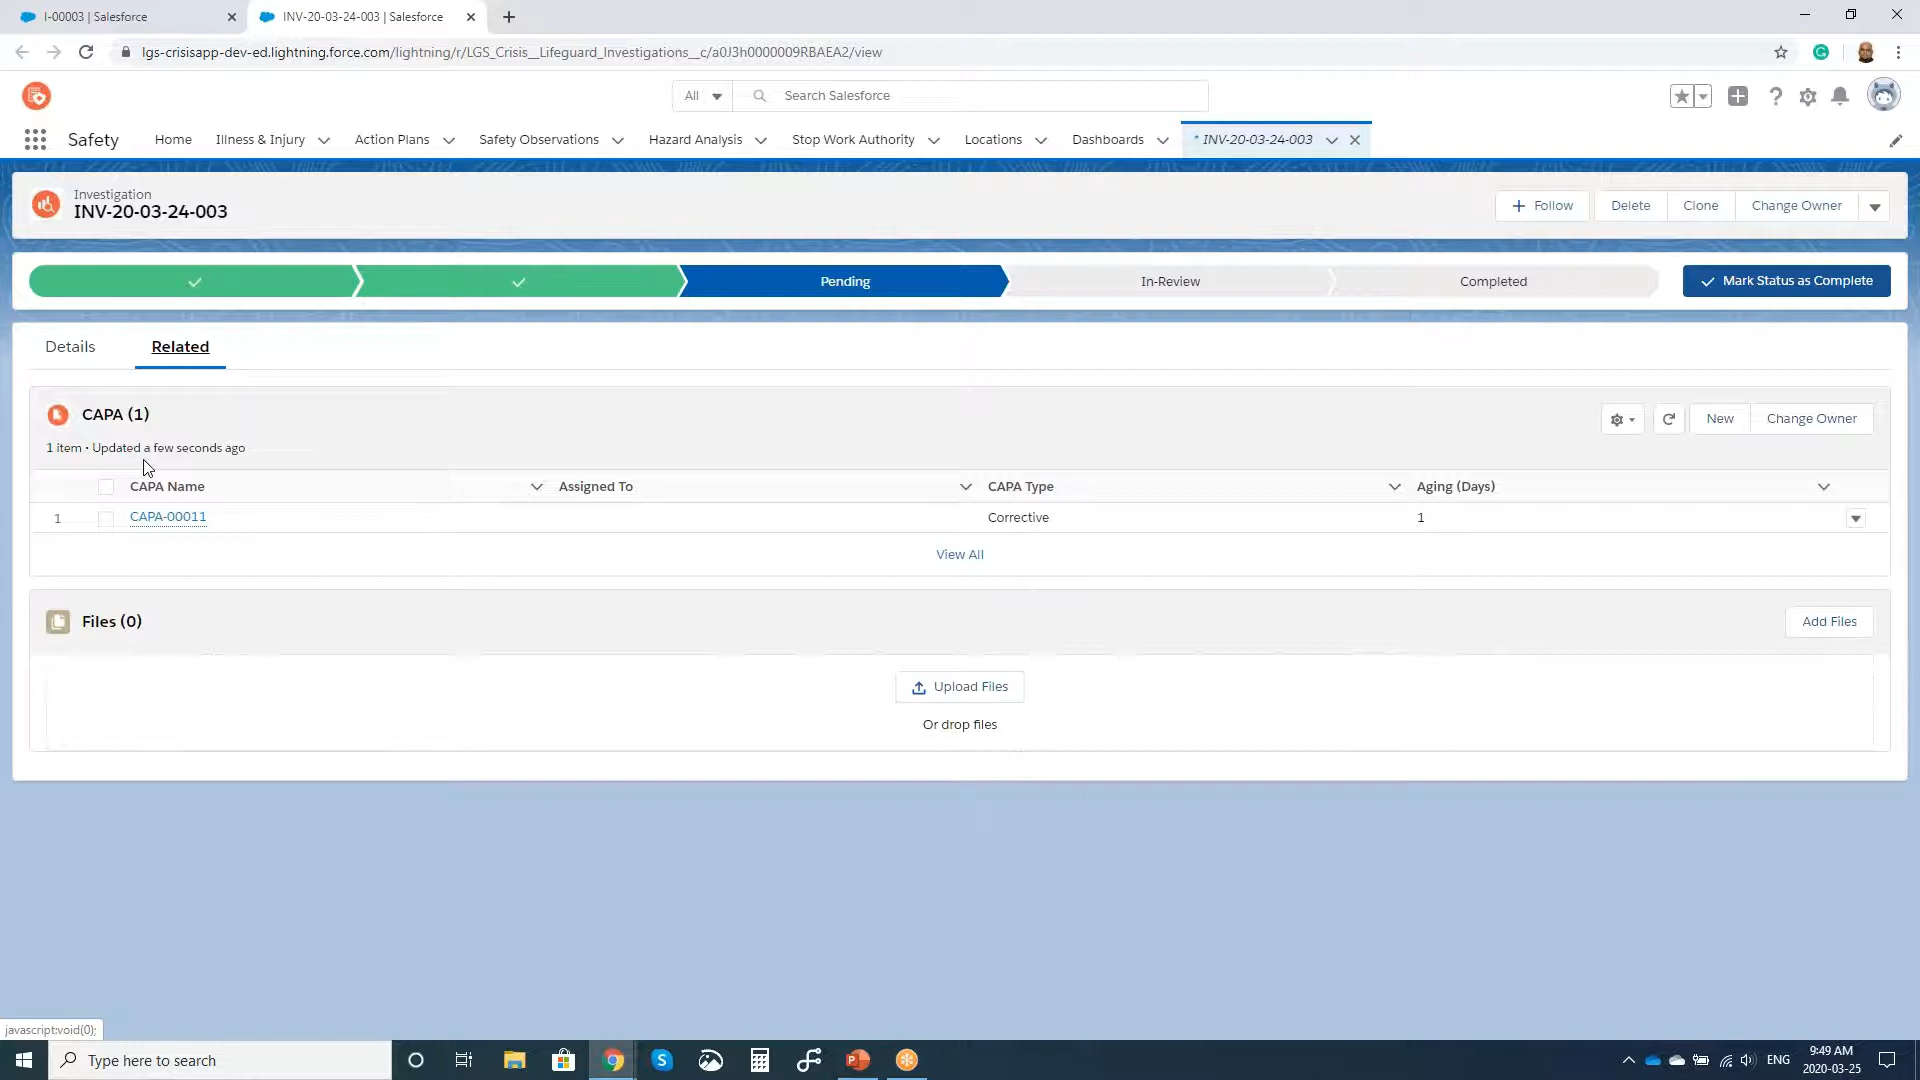 I-00003 | Salesforce
INV-20-03-24-003 | Salesforce
lgs-crisisapp-dev-ed.lightning.force.com/lightning/r/LGS_Crisis__Lifeguard_Investigations__c/a0J3h0000009RBAEA2/view
All
Search Salesforce
Safety
Home
Illness & Injury
Action Plans
Safety Observations
Hazard Analysis
Stop Work Authority
Locations
Dashboards
* INV-20-03-24-003
Investigation
INV-20-03-24-003
Follow
Delete
Clone
Change Owner
Pending
In-Review
Completed
Mark Status as Complete
Details
Related
CAPA (1)
New
Change Owner
1 item • Updated a few seconds ago
CAPA Name
Assigned To
CAPA Type
Aging (Days)
1
CAPA-00011
Corrective
1
View All
Files (0)
Add Files
Upload Files
Or drop files
javascript:void(0);
Type here to search
ENG
9:49 AM
2020-03-25